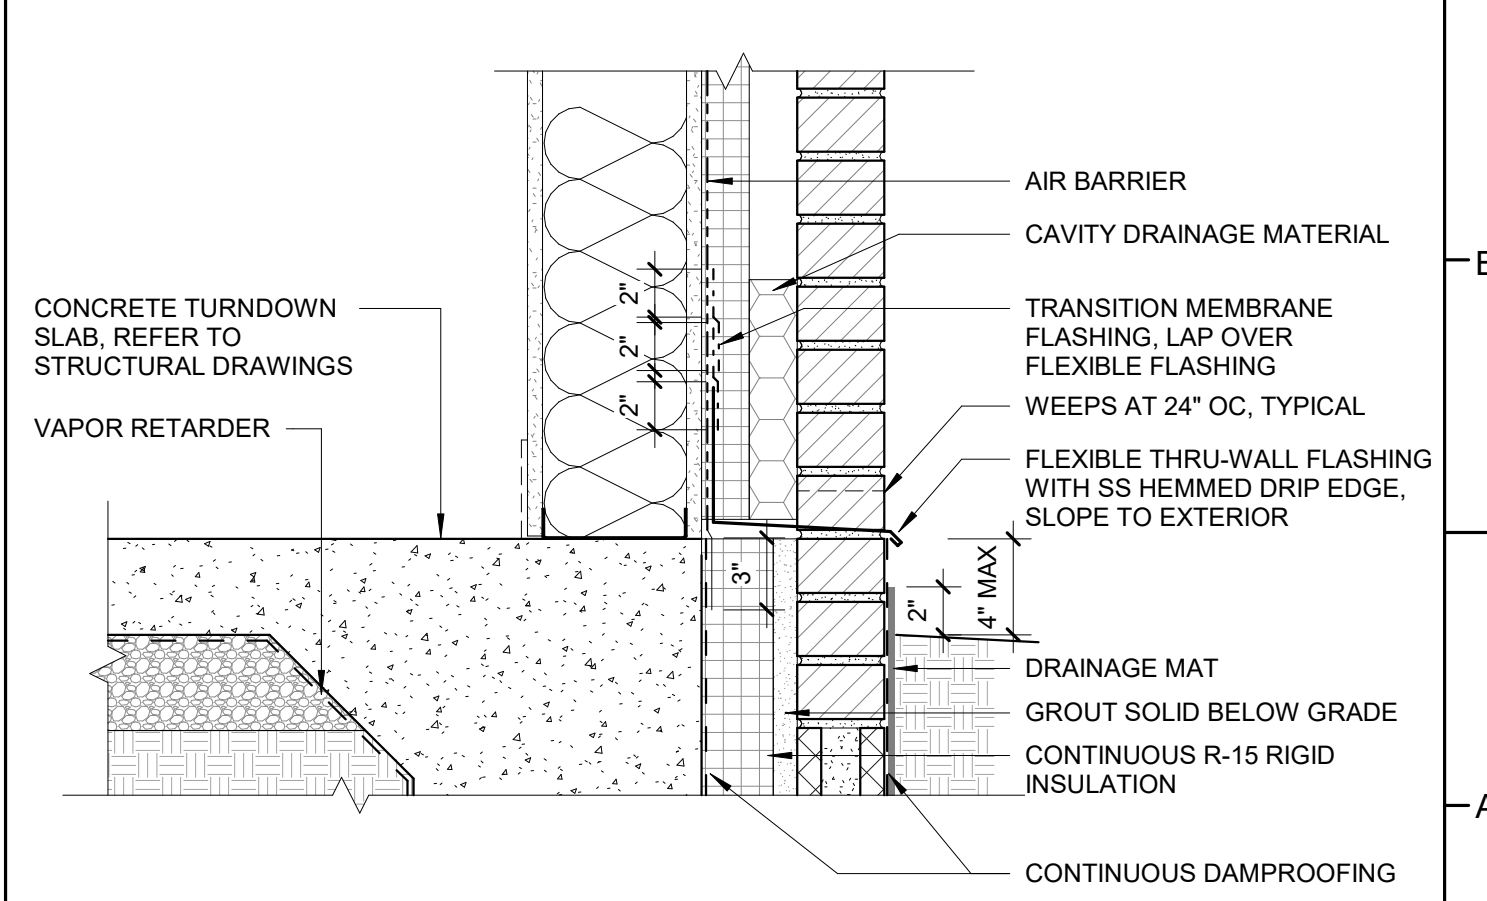 AIR BARRIER
CAVITY DRAINAGE MATERIAL
CONCRETE TURNDOWN
SLAB, REFER TO
STRUCTURAL DRAWINGS
VAPOR RETARDER
2"
2"
2"
TRANSITION MEMBRANE
FLASHING, LAP OVER
FLEXIBLE FLASHING
WEEPS AT 24" OC, TYPICAL
FLEXIBLE THRU-WALL FLASHING
WITH SS HEMMED DRIP EDGE,
SLOPE TO EXTERIOR
3"
2"
4" MAX
DRAINAGE MAT
GROUT SOLID BELOW GRADE
CONTINUOUS R-15 RIGID
INSULATION
CONTINUOUS DAMPROOFING